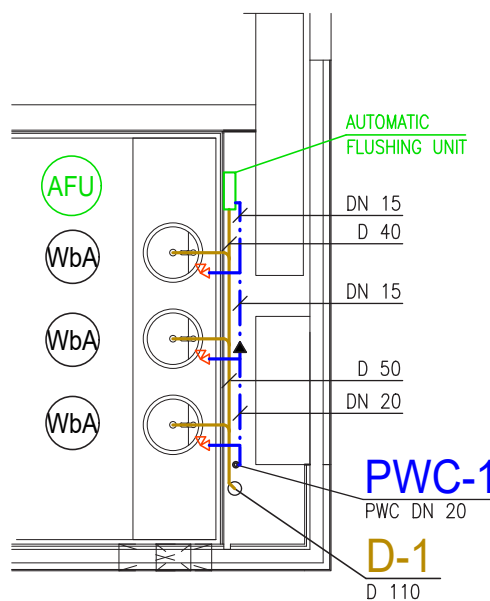 AUTOMATIC
FLUSHING UNIT
AFU
DN 15
D 40
WbA
DN 15
WbA
D 50
DN 20
WbA
PWC-1
PWC DN 20
D-1
D 110